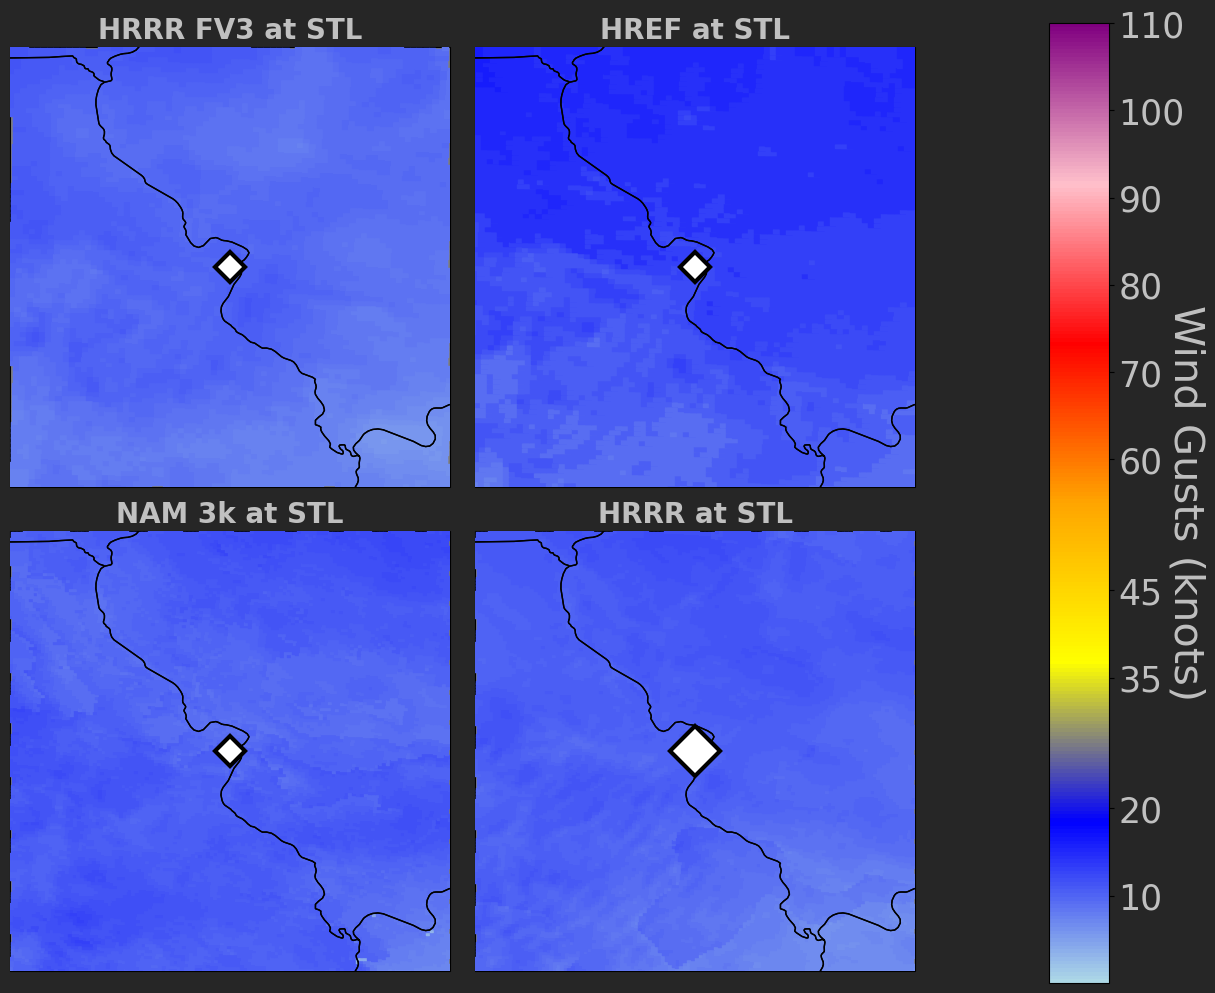 HRRR FV3 at STL
HREF at STL
NAM 3k at STL
HRRR at STL
110
100
90
80
70
60
45
35
20
10
Wind Gusts (knots)